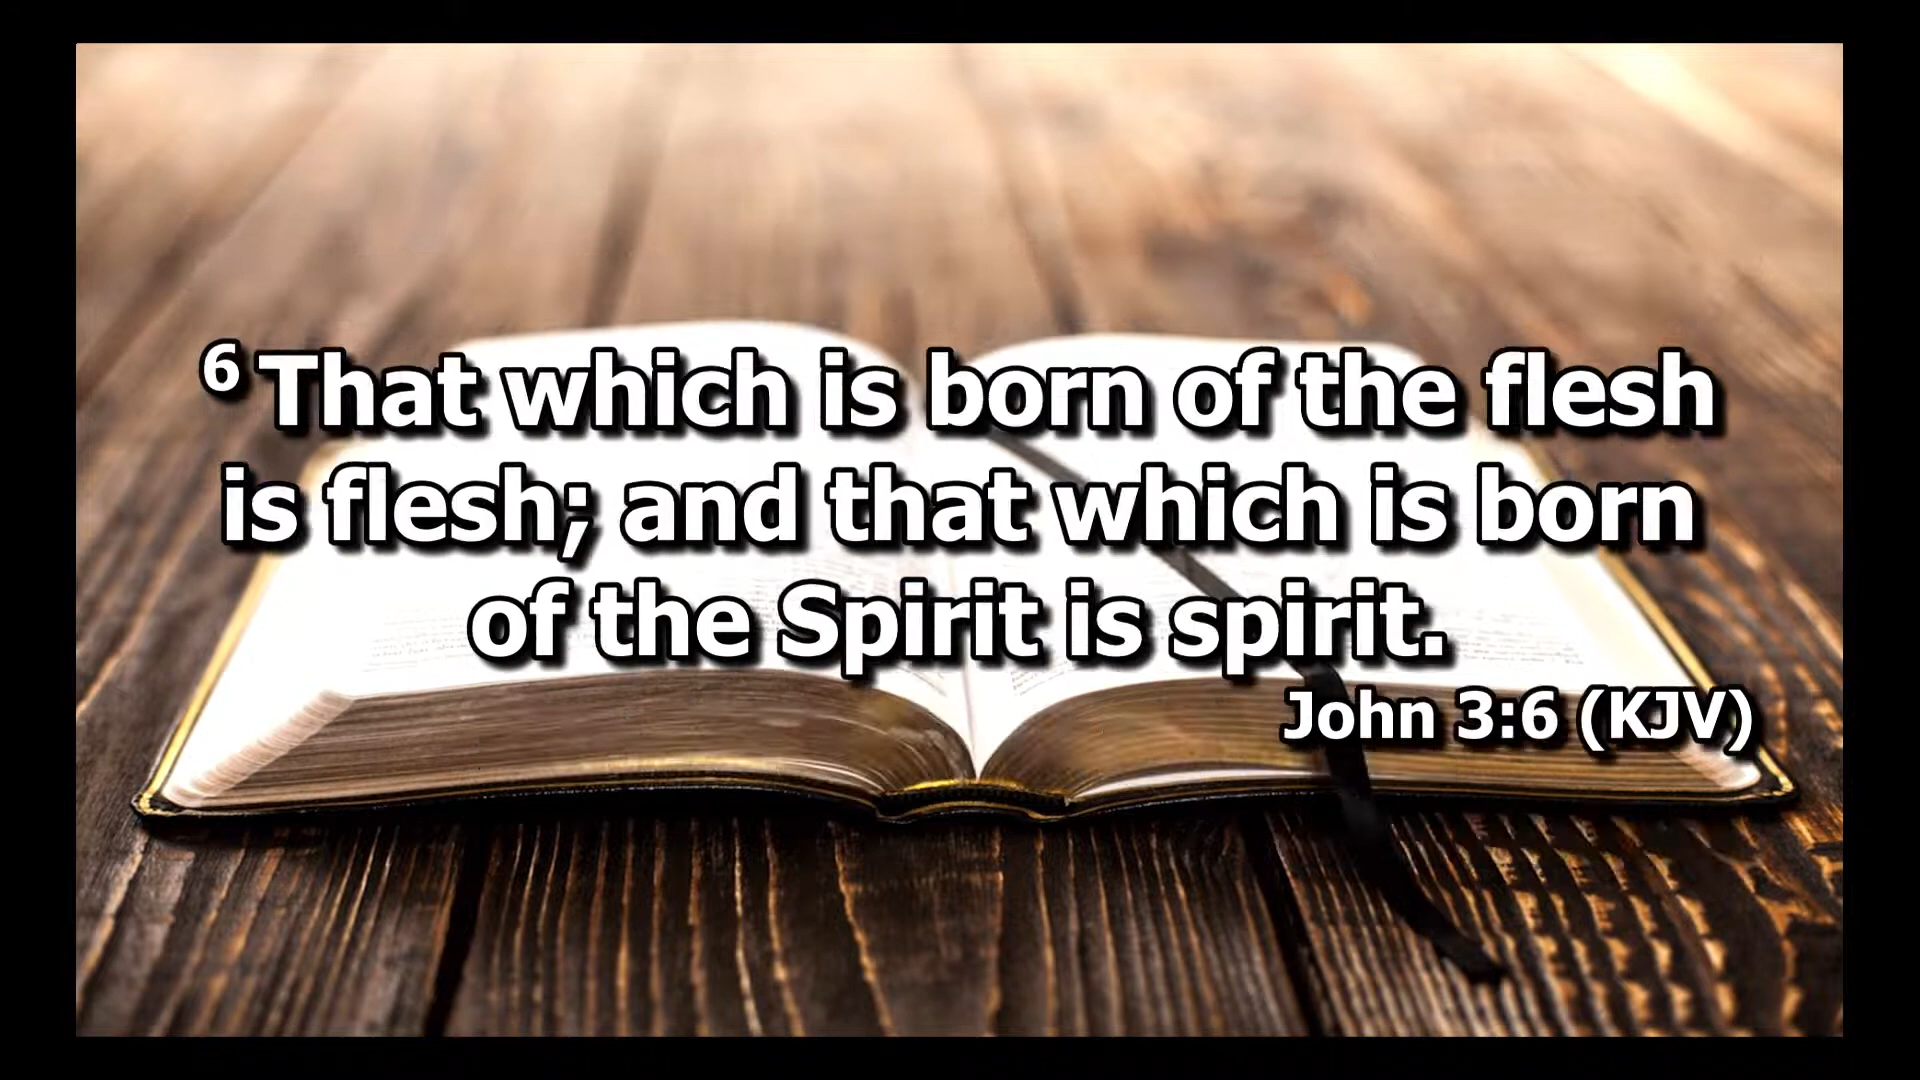 6 That which is born of the flesh
is flesh; and that which is born
of the Spirit is spirit.
John 3:6 (KJV)